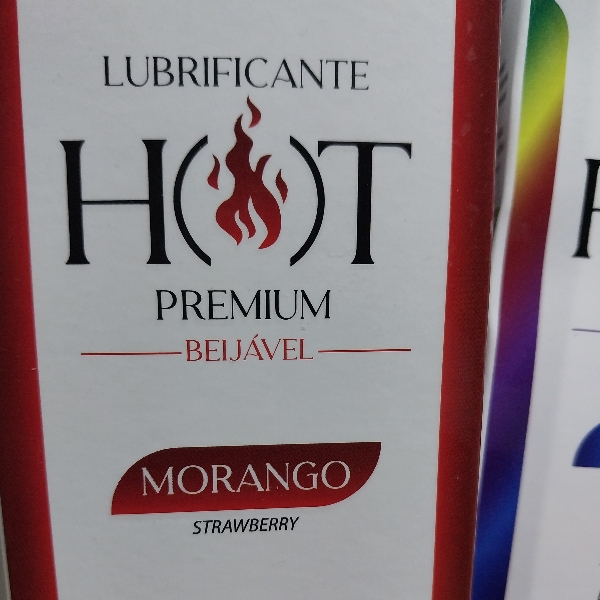 LUBRIFICANTE
HOT
PREMIUM
BEIJÁVEL
MORANGO
STRAWBERRY